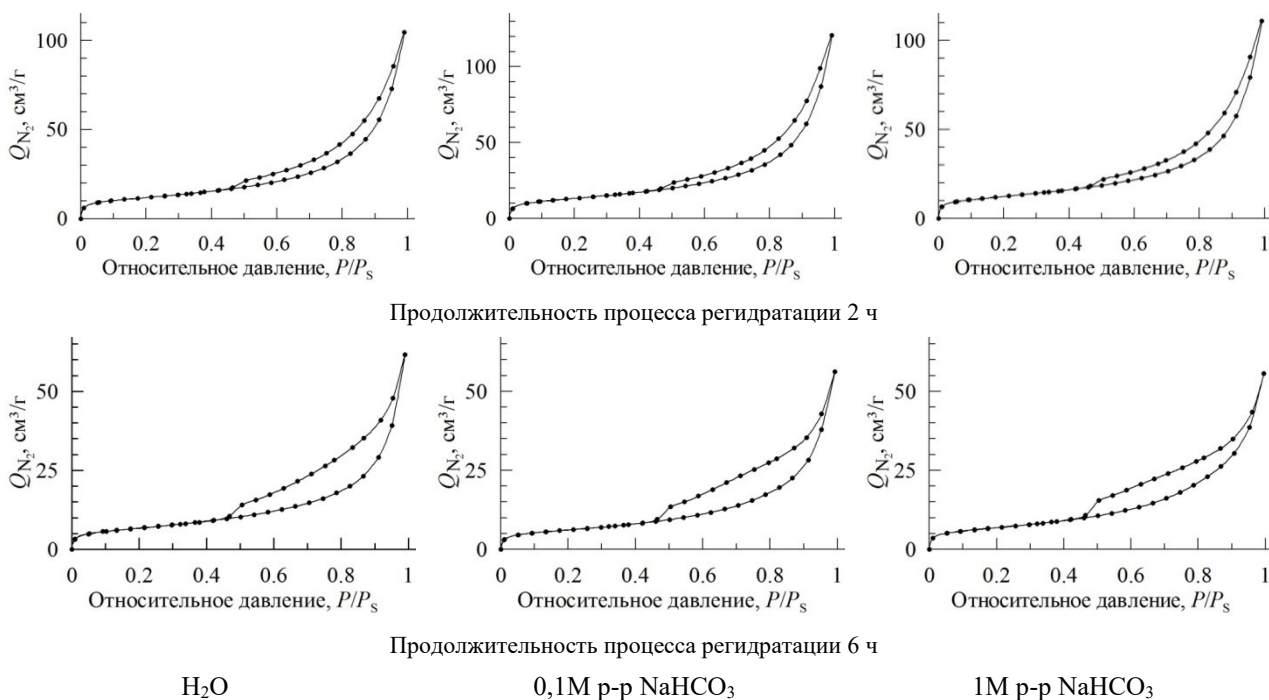 100
50
0
Q_N₂, см³/г
0 0.2 0.4 0.6 0.8 1
Относительное давление, P/P_S
100
50
0
Q_N₂, см³/г
0 0.2 0.4 0.6 0.8 1
Относительное давление, P/P_S
100
50
0
Q_N₂, см³/г
0 0.2 0.4 0.6 0.8 1
Относительное давление, P/P_S
Продолжительность процесса регидратации 2 ч
50
25
0
Q_N₂, см³/г
0 0.2 0.4 0.6 0.8 1
Относительное давление, P/P_S
50
25
0
Q_N₂, см³/г
0 0.2 0.4 0.6 0.8 1
Относительное давление, P/P_S
50
25
0
Q_N₂, см³/г
0 0.2 0.4 0.6 0.8 1
Относительное давление, P/P_S
Продолжительность процесса регидратации 6 ч
H₂O 0,1М р-р NaHCO₃ 1М р-р NaHCO₃